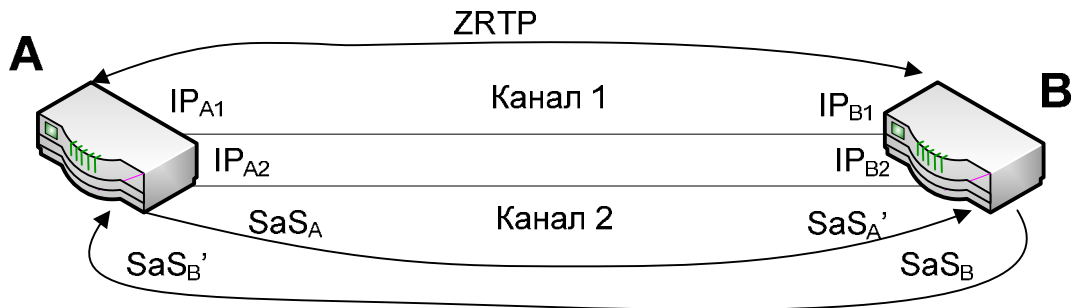 ZRTP
A
B
IPA1
Канал 1
IPB1
IPA2
IPB2
SaSA
Канал 2
SaSA’
SaSB’
SaSB